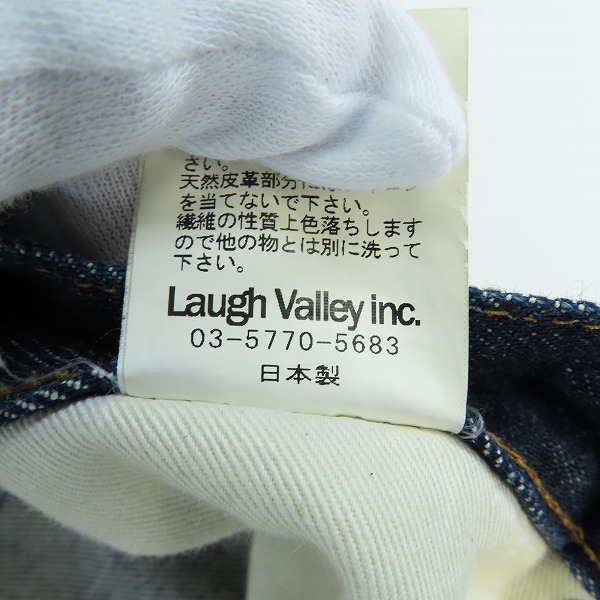 さい。
天然皮革部分には
を当てないで下さい。
繊維の性質上色落ちします
ので他の物とは別に洗って
下さい。
Laugh Valley inc.
03-5770-5683
日本製